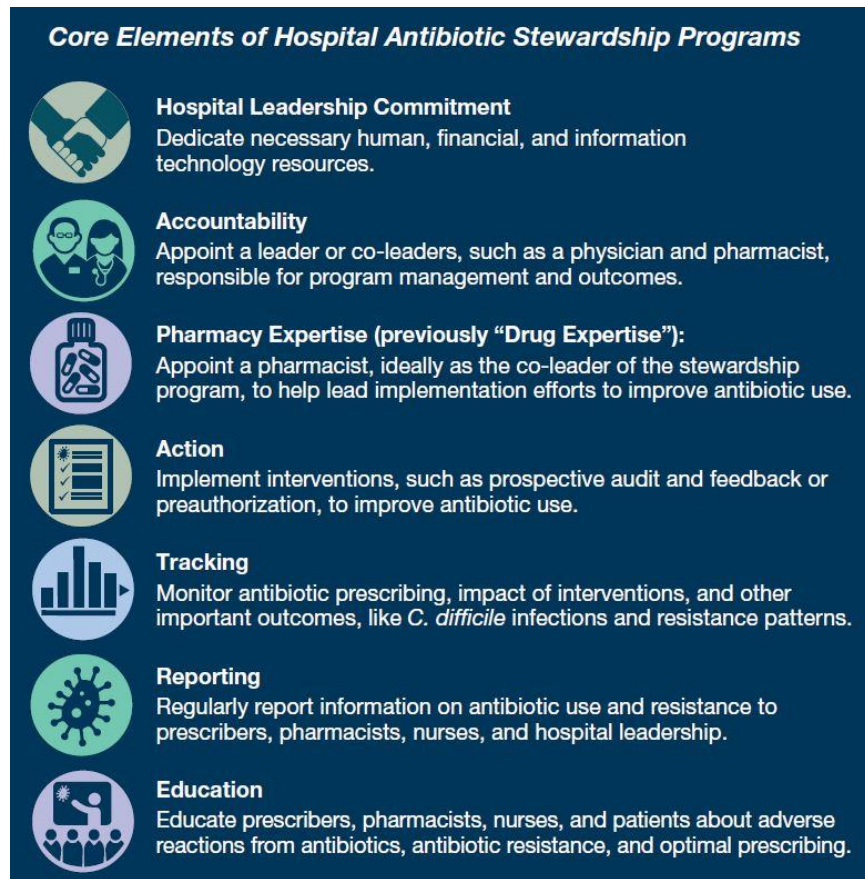 Core Elements of Hospital Antibiotic Stewardship Programs
Hospital Leadership Commitment
Dedicate necessary human, financial, and information
technology resources.
Accountability
Appoint a leader or co-leaders, such as a physician and pharmacist,
responsible for program management and outcomes.
Pharmacy Expertise (previously “Drug Expertise”):
Appoint a pharmacist, ideally as the co-leader of the stewardship
program, to help lead implementation efforts to improve antibiotic use.
Action
Implement interventions, such as prospective audit and feedback or
preauthorization, to improve antibiotic use.
Tracking
Monitor antibiotic prescribing, impact of interventions, and other
important outcomes, like C. difficile infections and resistance patterns.
Reporting
Regularly report information on antibiotic use and resistance to
prescribers, pharmacists, nurses, and hospital leadership.
Education
Educate prescribers, pharmacists, nurses, and patients about adverse
reactions from antibiotics, antibiotic resistance, and optimal prescribing.